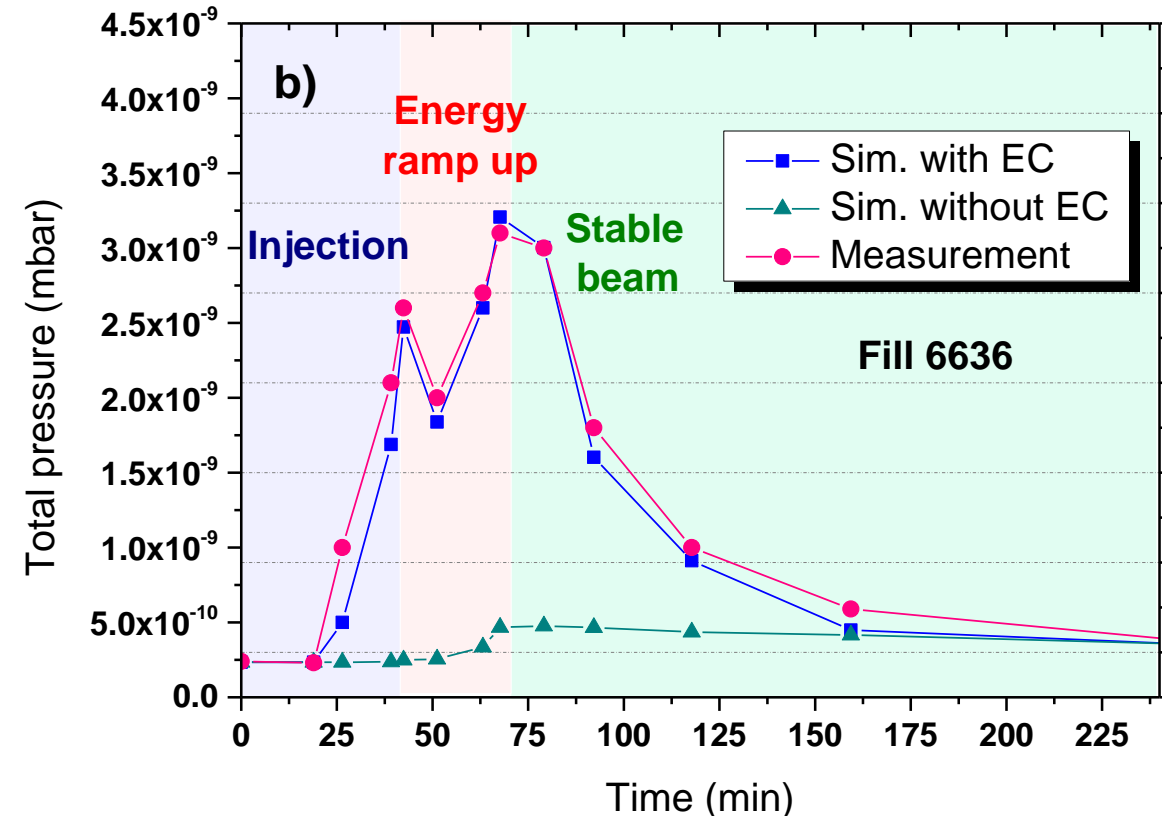 4.5x10⁻⁹
4.0x10⁻⁹
3.5x10⁻⁹
3.0x10⁻⁹
2.5x10⁻⁹
2.0x10⁻⁹
1.5x10⁻⁹
1.0x10⁻⁹
5.0x10⁻¹⁰
0.0
Total pressure (mbar)
b)
Energy
ramp up
Injection
Stable
beam
Sim. with EC
Sim. without EC
Measurement
Fill 6636
0 25 50 75 100 125 150 175 200 225
Time (min)